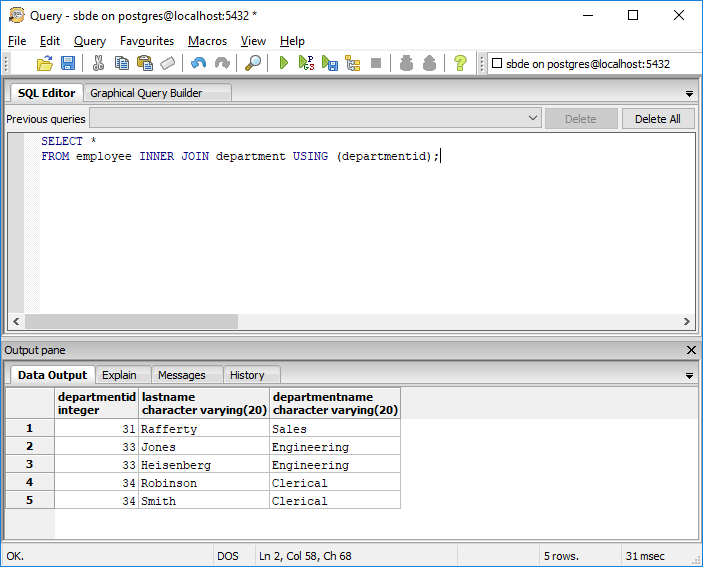 Query - sbde on postgres@localhost:5432 *
File Edit Query Favourites Macros View Help
sbde on postgres@localhost:5432
SQL Editor Graphical Query Builder
Previous queries Delete Delete All
SELECT *
FROM employee INNER JOIN department USING (departmentid);
Output pane
Data Output Explain Messages History
departmentid lastname departmentname
integer character varying(20) character varying(20)
1 31 Rafferty Sales
2 33 Jones Engineering
3 33 Heisenberg Engineering
4 34 Robinson Clerical
5 34 Smith Clerical
OK. DOS Ln 2, Col 58, Ch 68 5 rows. 31 msec